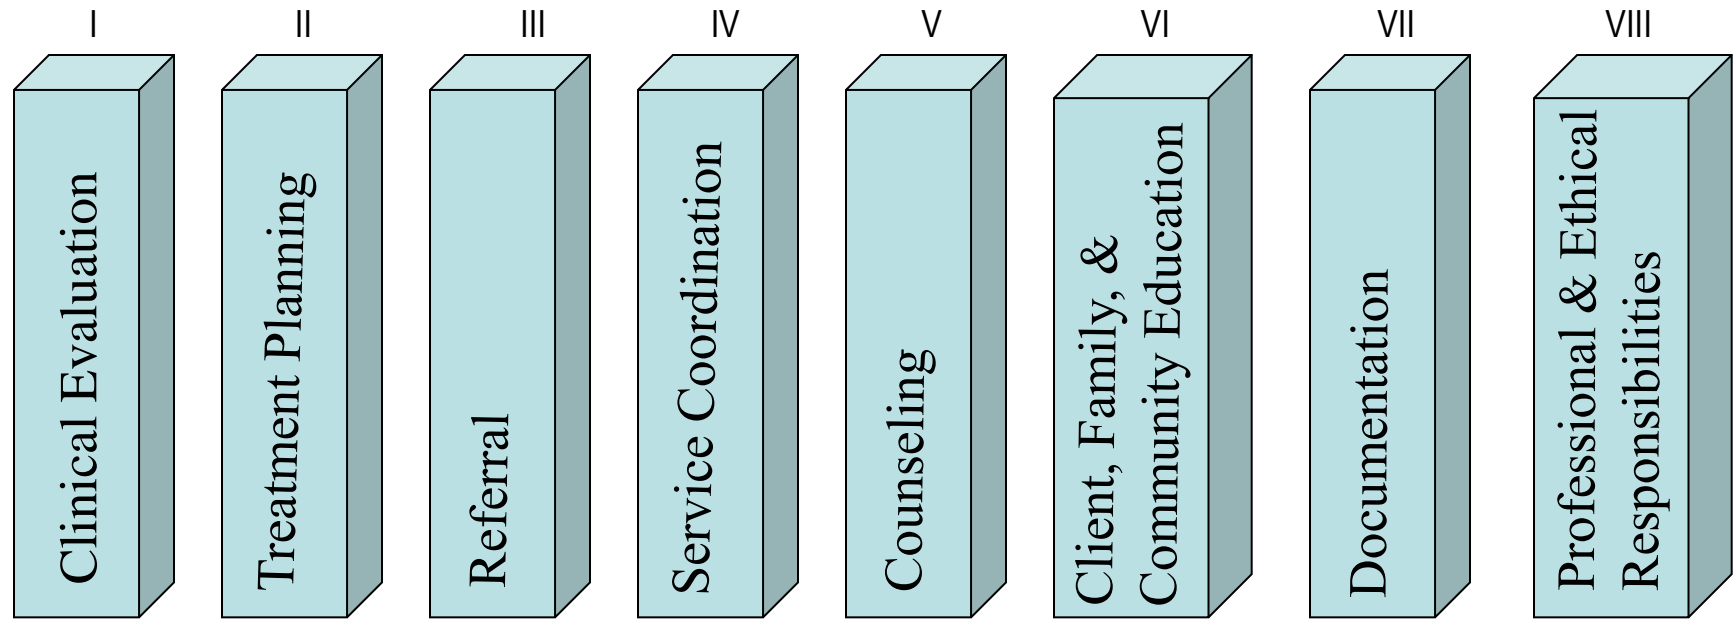 I
II
III
IV
V
VI
VII
VIII
Clinical Evaluation
Treatment Planning
Referral
Service Coordination
Counseling
Client, Family, &
Community Education
Documentation
Professional & Ethical
Responsibilities